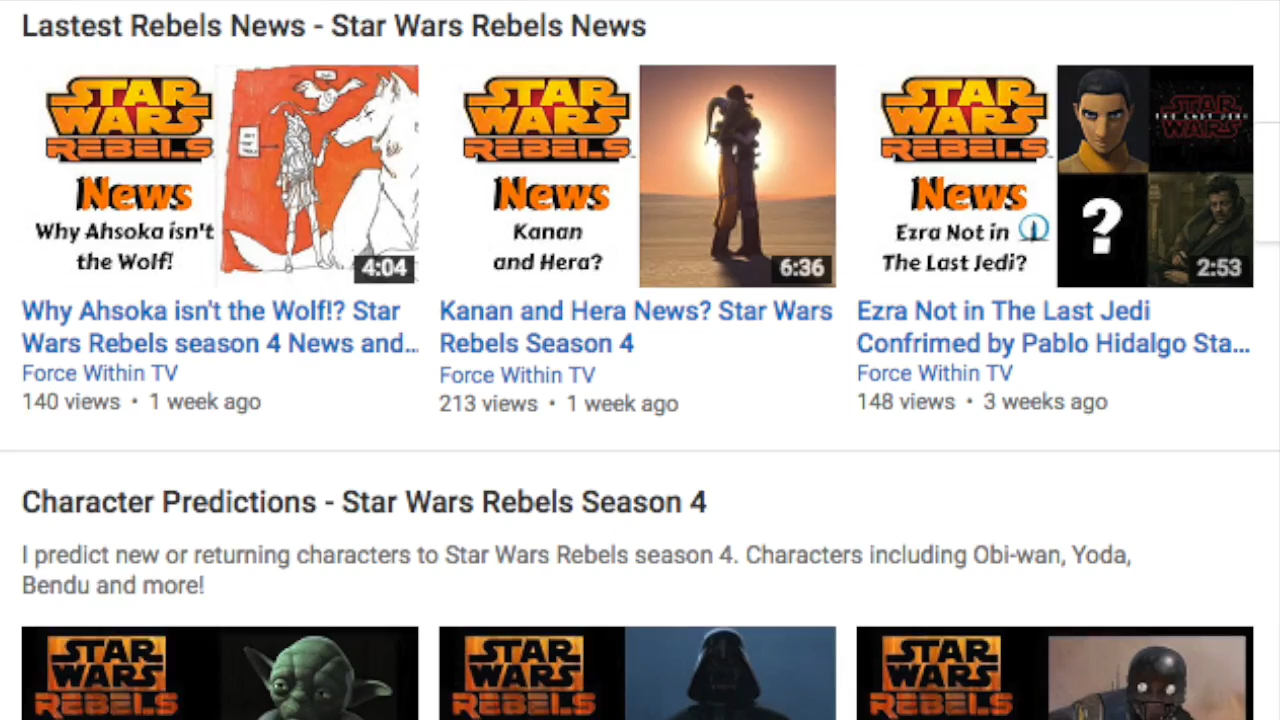 Lastest Rebels News - Star Wars Rebels News
STAR
WARS
REBELS
News
Why Ahsoka isn't
the Wolf!
4:04
STAR
WARS
REBELS
News
Kanan
and Hera?
6:36
STAR
WARS
REBELS
News
Ezra Not in
The Last Jedi?
STAR
THE LAST JEDI
WARS
?
2:53
Why Ahsoka isn't the Wolf!? Star
Wars Rebels season 4 News and...
Force Within TV
140 views • 1 week ago
Kanan and Hera News? Star Wars
Rebels Season 4
Force Within TV
213 views • 1 week ago
Ezra Not in The Last Jedi
Confrimed by Pablo Hidalgo Sta...
Force Within TV
148 views • 3 weeks ago
Character Predictions - Star Wars Rebels Season 4
I predict new or returning characters to Star Wars Rebels season 4. Characters including Obi-wan, Yoda,
Bendu and more!
STAR
WARS
REBELS
STAR
WARS
REBELS
STAR
WARS
REBELS